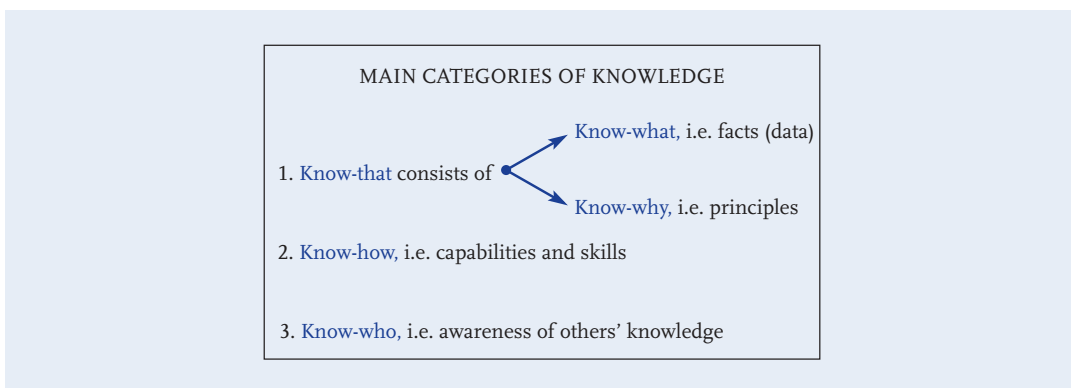 MAIN CATEGORIES OF KNOWLEDGE
Know-what, i.e. facts (data)
1. Know-that consists of
Know-why, i.e. principles
2. Know-how, i.e. capabilities and skills
3. Know-who, i.e. awareness of others’ knowledge